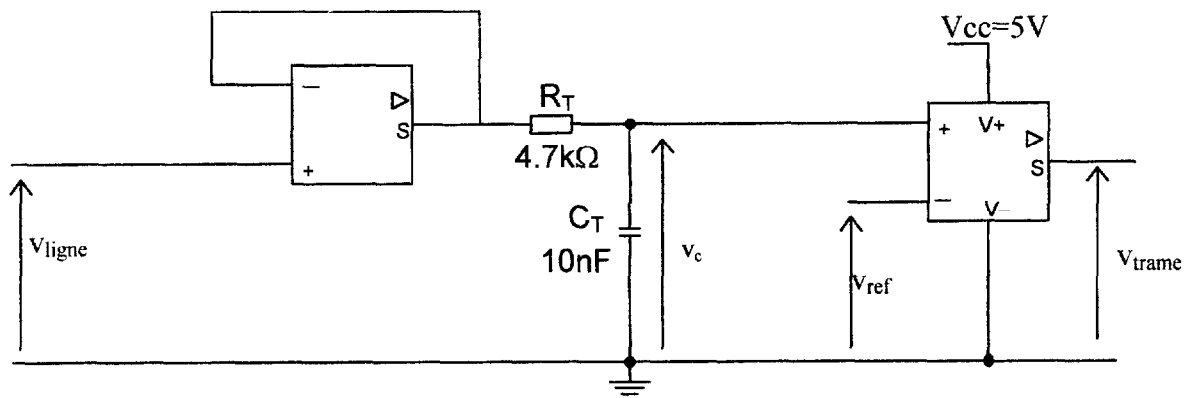 Vcc=5V
−
▷
S
+
R_T
4.7kΩ
+
V+
▷
S
−
V−
C_T
10nF
v_ligne
v_c
v_ref
v_trame